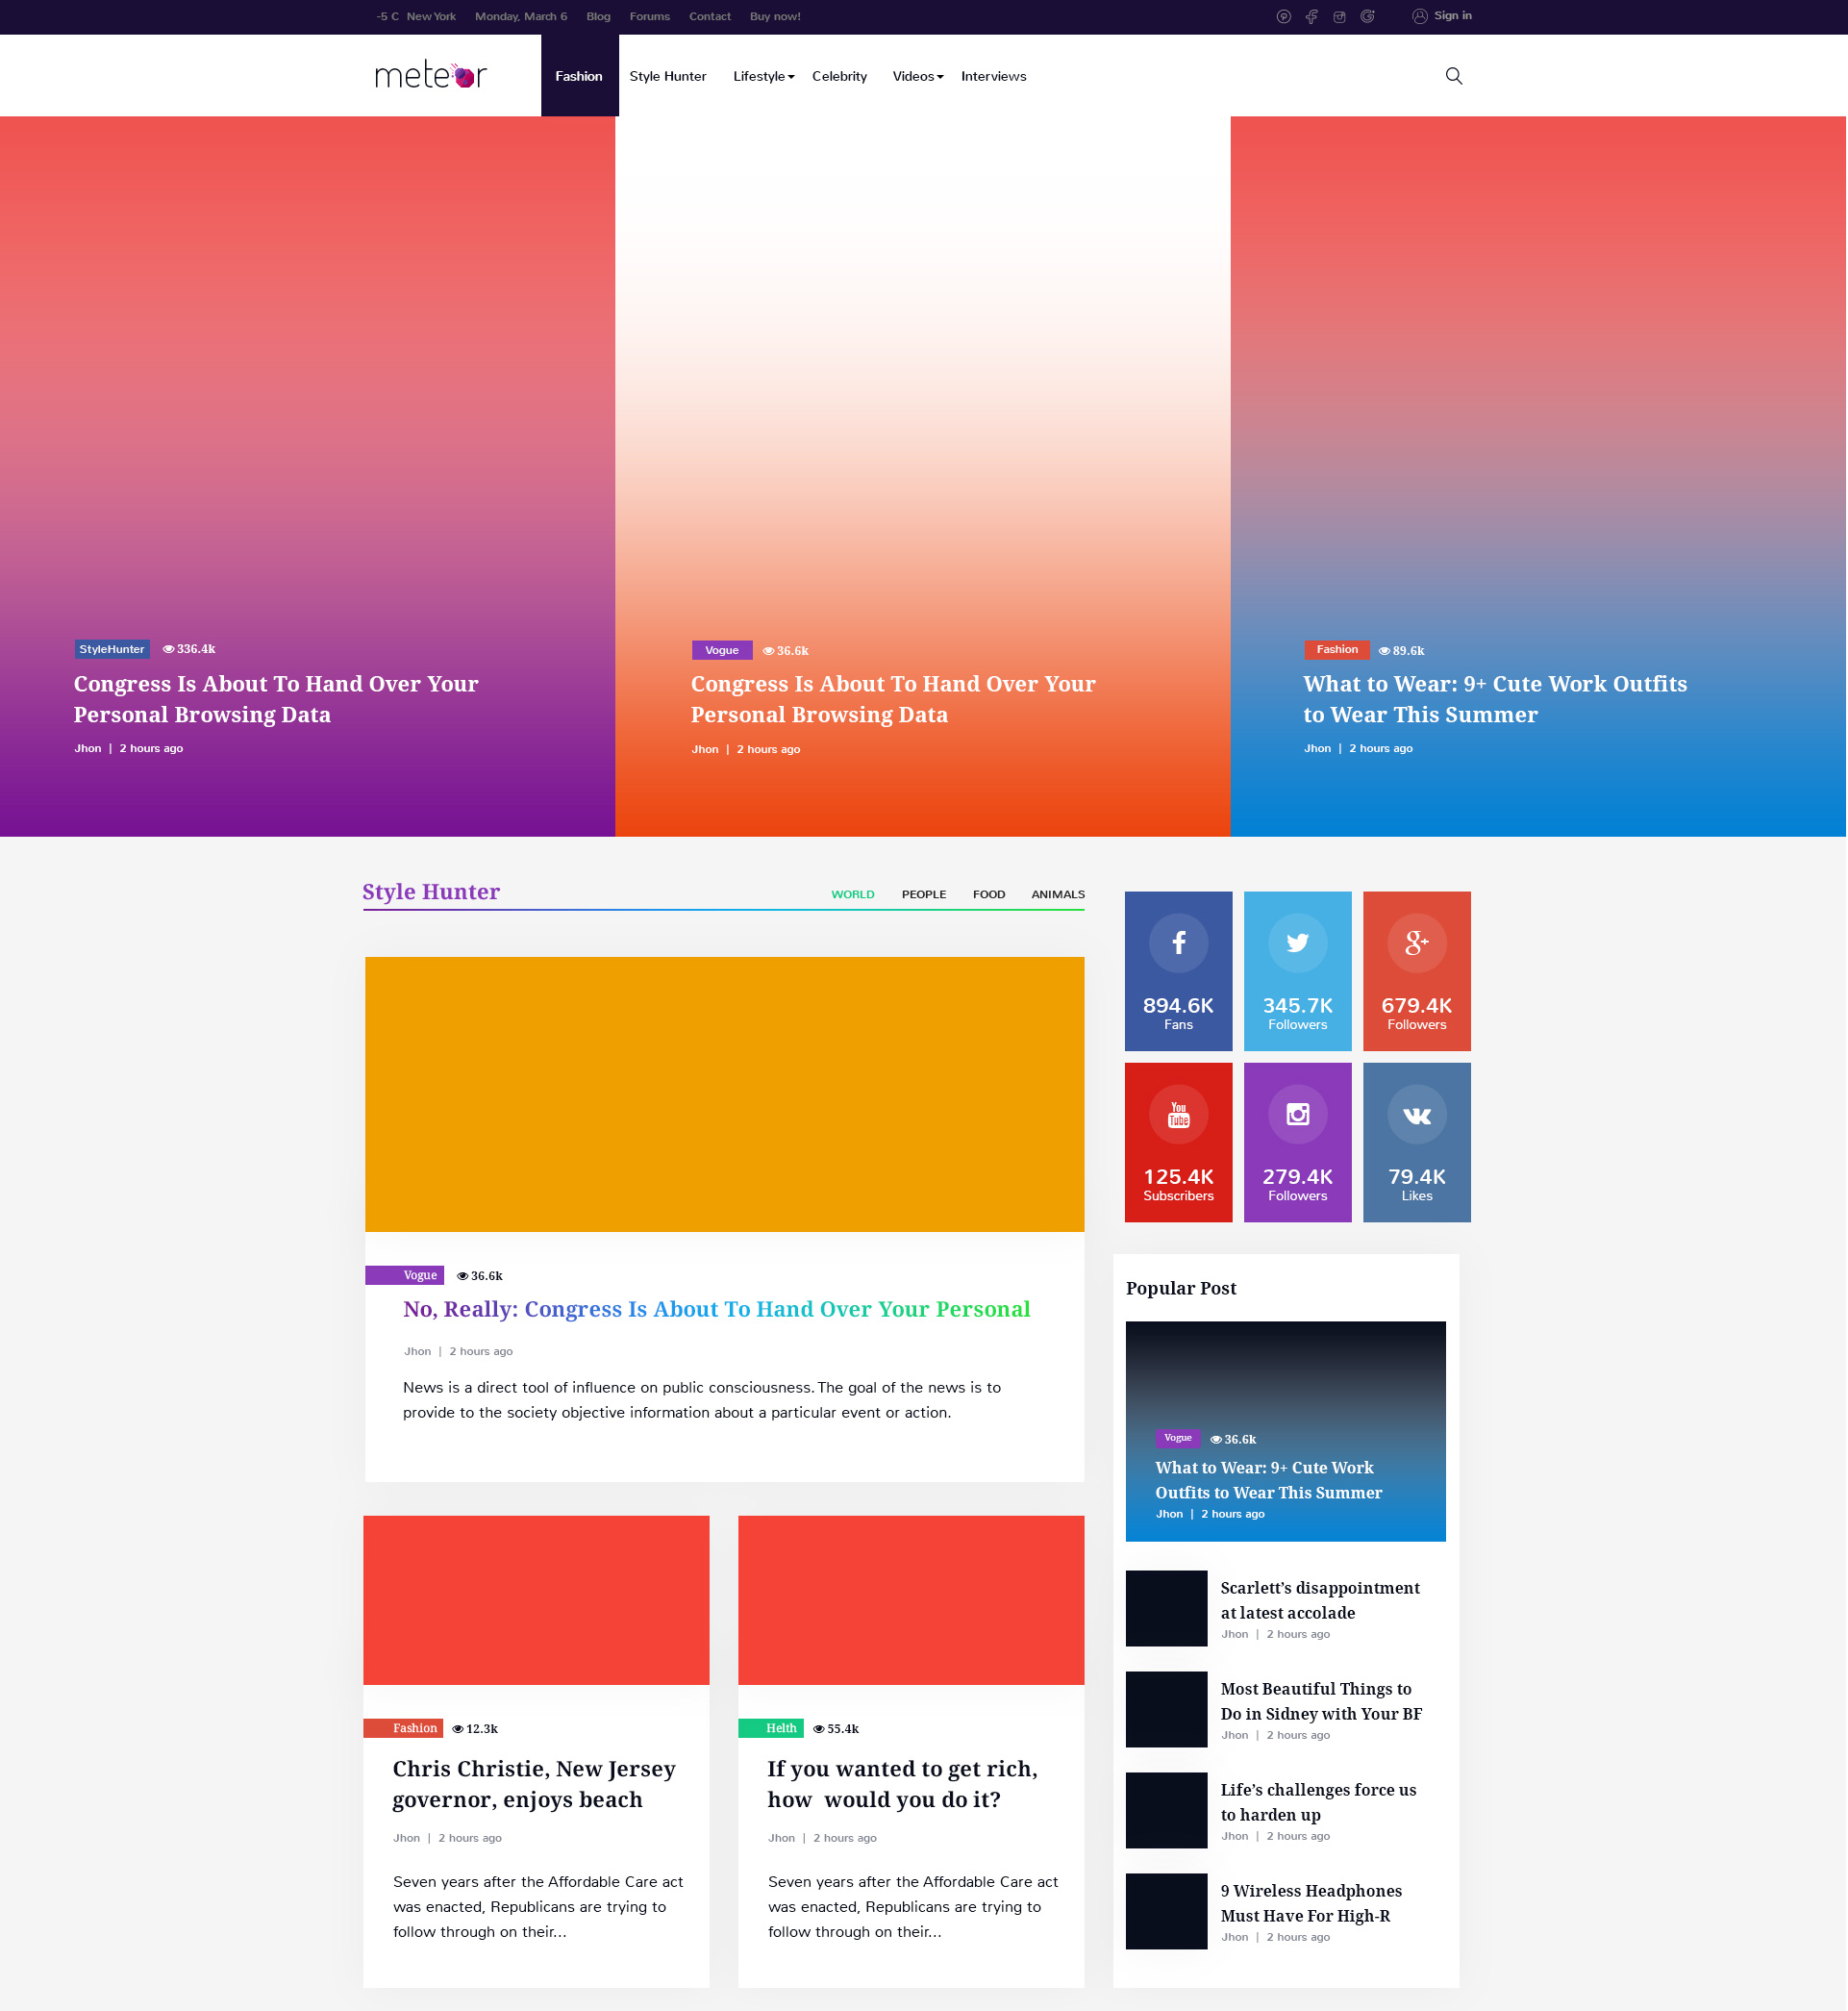 -5 C New York Monday, March 6 Blog Forums Contact Buy now! Sign in
meteor Fashion Style Hunter Lifestyle Celebrity Videos Interviews
StyleHunter 336.4k
Congress Is About To Hand Over Your
Personal Browsing Data
Jhon | 2 hours ago
Vogue 36.6k
Congress Is About To Hand Over Your
Personal Browsing Data
Jhon | 2 hours ago
Fashion 89.6k
What to Wear: 9+ Cute Work Outfits
to Wear This Summer
Jhon | 2 hours ago
Style Hunter WORLD PEOPLE FOOD ANIMALS
Vogue 36.6k
No, Really: Congress Is About To Hand Over Your Personal
Jhon | 2 hours ago
News is a direct tool of influence on public consciousness. The goal of the news is to
provide to the society objective information about a particular event or action.
Fashion 12.3k
Chris Christie, New Jersey
governor, enjoys beach
Jhon | 2 hours ago
Seven years after the Affordable Care act
was enacted, Republicans are trying to
follow through on their...
Helth 55.4k
If you wanted to get rich,
how would you do it?
Jhon | 2 hours ago
Seven years after the Affordable Care act
was enacted, Republicans are trying to
follow through on their...
894.6K
Fans
345.7K
Followers
g+
679.4K
Followers
You
Tube
125.4K
Subscribers
279.4K
Followers
79.4K
Likes
Popular Post
Vogue 36.6k
What to Wear: 9+ Cute Work
Outfits to Wear This Summer
Jhon | 2 hours ago
Scarlett’s disappointment
at latest accolade
Jhon | 2 hours ago
Most Beautiful Things to
Do in Sidney with Your BF
Jhon | 2 hours ago
Life’s challenges force us
to harden up
Jhon | 2 hours ago
9 Wireless Headphones
Must Have For High-R
Jhon | 2 hours ago